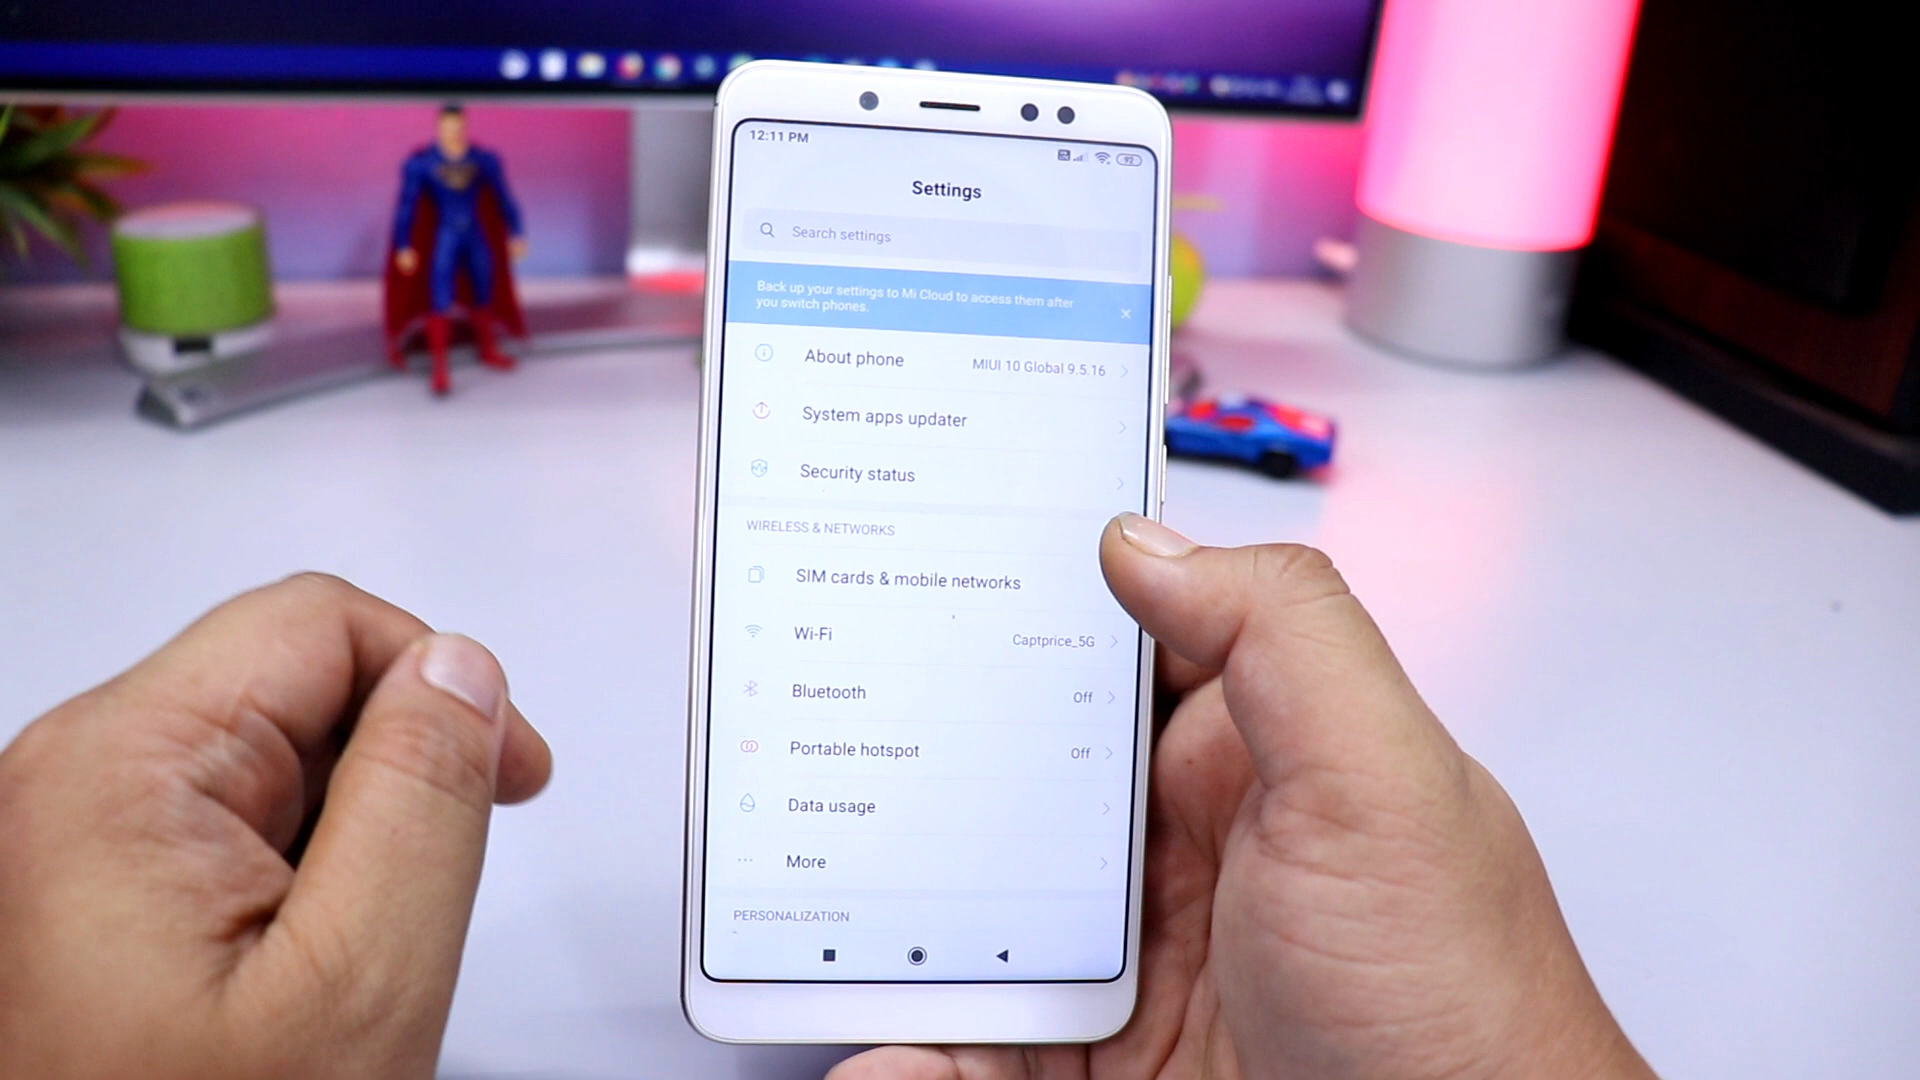 12:11 PM
92
Settings
Search settings
Back up your settings to Mi Cloud to access them after
you switch phones.
About phone
MIUI 10 Global 9.5.16
System apps updater
Security status
WIRELESS & NETWORKS
SIM cards & mobile networks
Wi-Fi
Captprice_5G
Bluetooth
Off
Portable hotspot
Off
Data usage
More
PERSONALIZATION